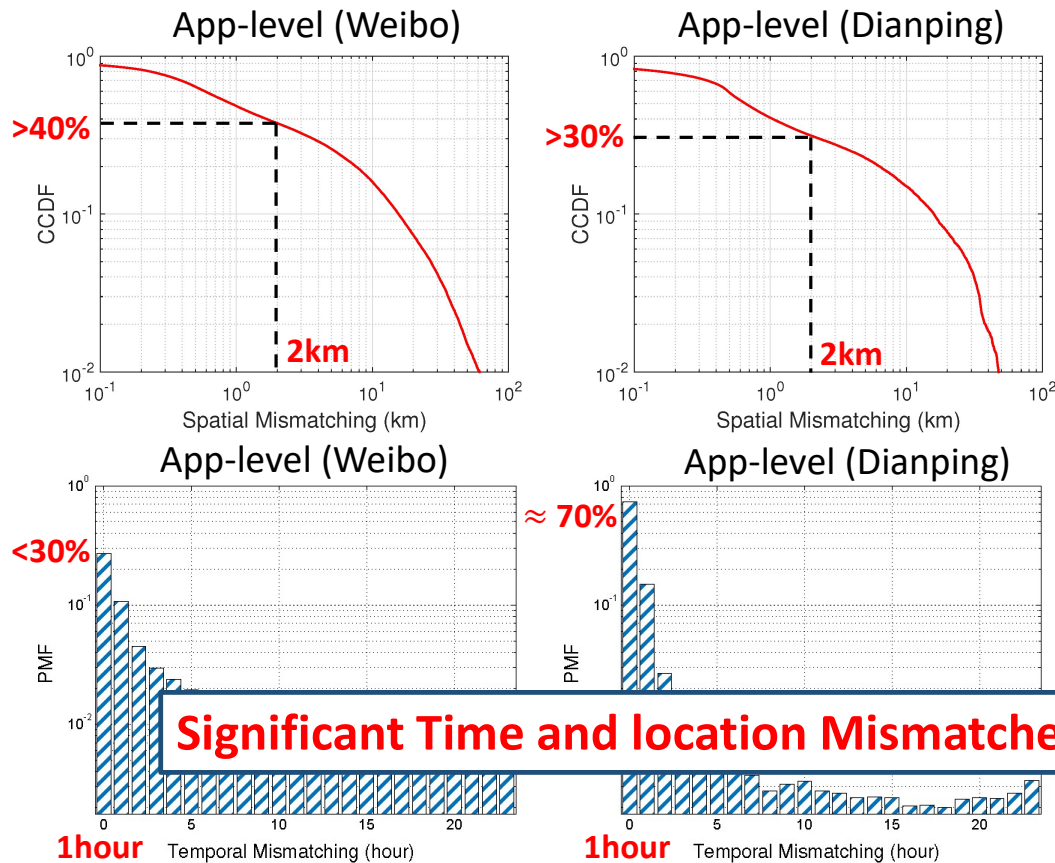 App-level (Weibo)
10^0
>40%
CCDF
10^-1
2km
10^-2
10^-1 10^0 10^1 10^2
Spatial Mismatching (km)
App-level (Dianping)
10^0
>30%
CCDF
10^-1
2km
10^-2
10^-1 10^0 10^1 10^2
Spatial Mismatching (km)
App-level (Weibo)
10^0
<30%
10^-1
PMF
10^-2
0 5 10 15 20
1hour Temporal Mismatching (hour)
App-level (Dianping)
10^0
≈ 70%
10^-1
PMF
0 5 10 15 20
1hour Temporal Mismatching (hour)
Significant Time and location Mismatche